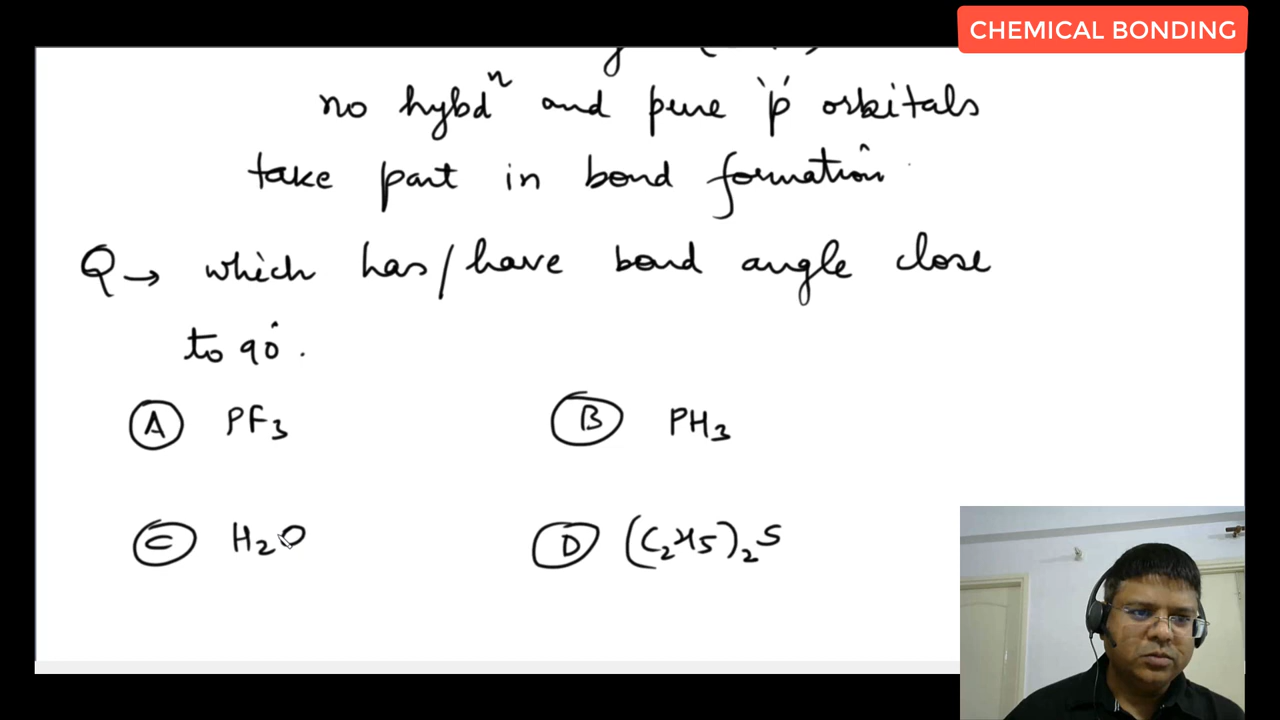 CHEMICAL BONDING
no hybdⁿ and pure 'p' orbitals
take part in bond formation
Q→ which has/have bond angle close
to 90°.
A PF₃ B PH₃
C H₂O D (C₂H₅)₂S